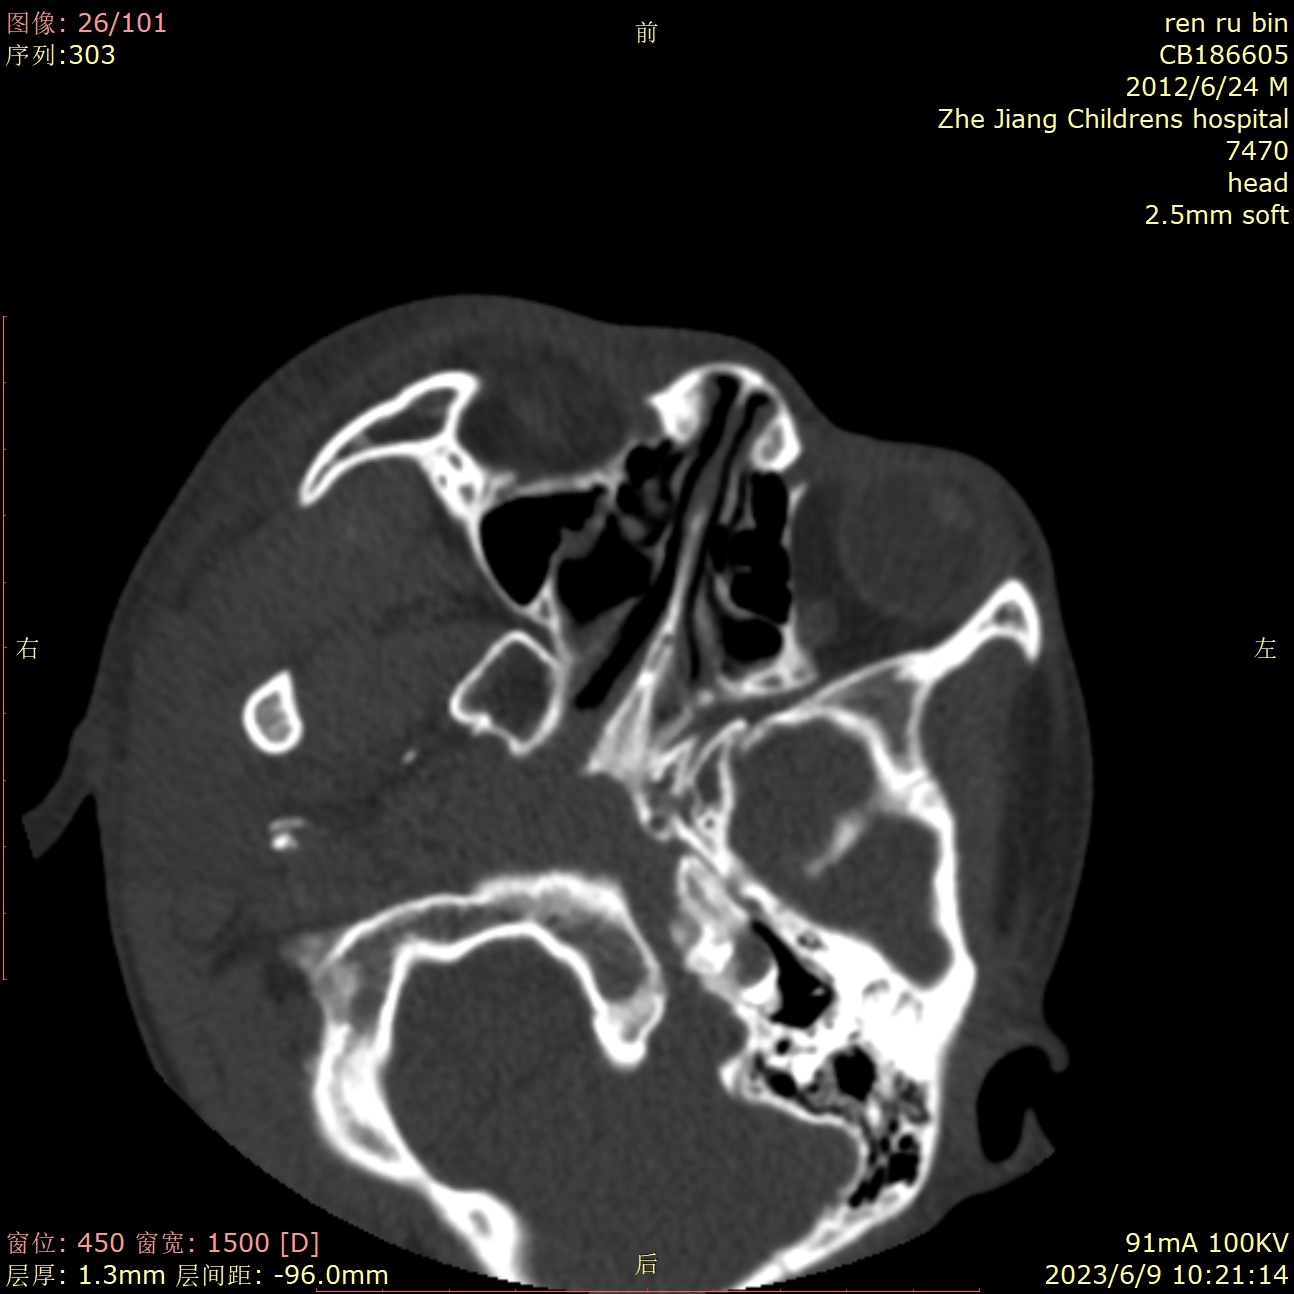 图像: 26/101
序列:303
前
ren ru bin
CB186605
2012/6/24 M
Zhe Jiang Childrens hospital
7470
head
2.5mm soft
右
左
窗位: 450 窗宽: 1500 [D]
层厚: 1.3mm 层间距: -96.0mm
后
91mA 100KV
2023/6/9 10:21:14